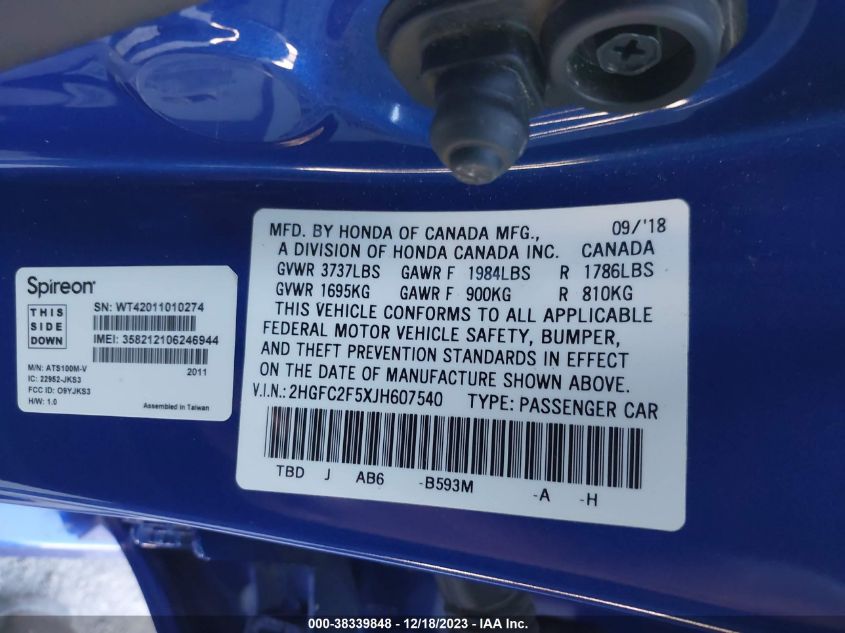 MFD. BY HONDA OF CANADA MFG., 09/'18
A DIVISION OF HONDA CANADA INC. CANADA
GVWR 3737LBS GAWR F 1984LBS R 1786LBS
GVWR 1695KG GAWR F 900KG R 810KG
THIS VEHICLE CONFORMS TO ALL APPLICABLE
FEDERAL MOTOR VEHICLE SAFETY, BUMPER,
AND THEFT PREVENTION STANDARDS IN EFFECT
ON THE DATE OF MANUFACTURE SHOWN ABOVE.
V.I.N.: 2HGFC2F5XJH607540 TYPE: PASSENGER CAR
TBD J AB6 -B593M -A -H
Spireon
THIS
SIDE
DOWN
SN: WT42011010274
IMEI: 358212106246944
2011
M/N: ATS100M-V
IC: 22952-JKS3
FCC ID: O9YJKS3
H/W: 1.0
Assembled in Taiwan
000-38339848 - 12/18/2023 - IAA Inc.